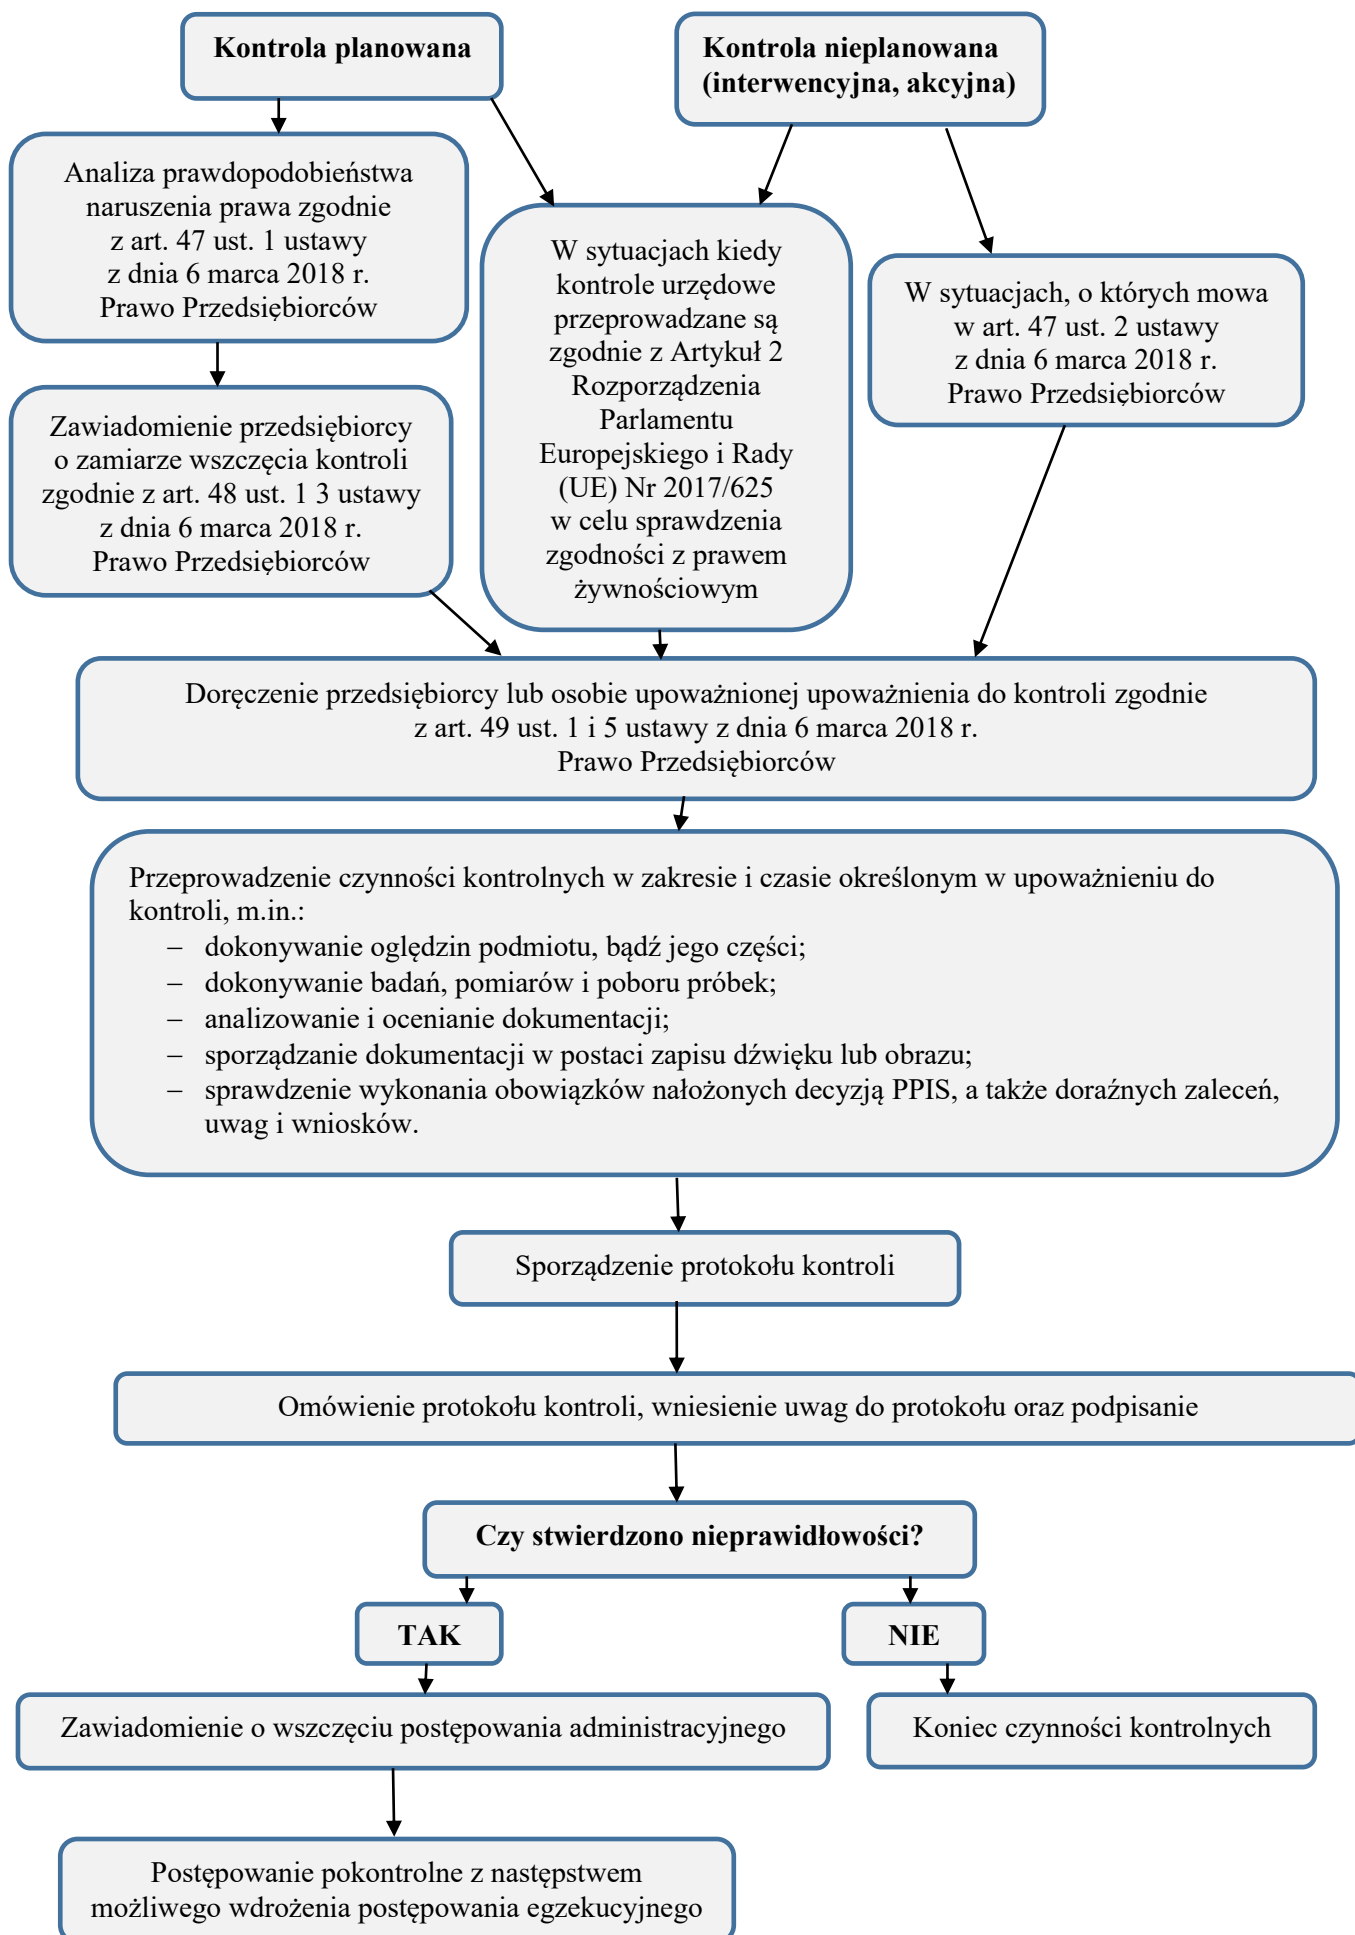 Kontrola planowana
Kontrola nieplanowana
(interwencyjna, akcyjna)
Analiza prawdopodobieństwa
naruszenia prawa zgodnie
z art. 47 ust. 1 ustawy
z dnia 6 marca 2018 r.
Prawo Przedsiębiorców
W sytuacjach kiedy
kontrole urzędowe
przeprowadzane są
zgodnie z Artykuł 2
Rozporządzenia
Parlamentu
Europejskiego i Rady
(UE) Nr 2017/625
w celu sprawdzenia
zgodności z prawem
żywnościowym
W sytuacjach, o których mowa
w art. 47 ust. 2 ustawy
z dnia 6 marca 2018 r.
Prawo Przedsiębiorców
Zawiadomienie przedsiębiorcy
o zamiarze wszczęcia kontroli
zgodnie z art. 48 ust. 1 3 ustawy
z dnia 6 marca 2018 r.
Prawo Przedsiębiorców
Doręczenie przedsiębiorcy lub osobie upoważnionej upoważnienia do kontroli zgodnie
z art. 49 ust. 1 i 5 ustawy z dnia 6 marca 2018 r.
Prawo Przedsiębiorców
Przeprowadzenie czynności kontrolnych w zakresie i czasie określonym w upoważnieniu do
kontroli, m.in.:
– dokonywanie oględzin podmiotu, bądź jego części;
– dokonywanie badań, pomiarów i poboru próbek;
– analizowanie i ocenianie dokumentacji;
– sporządzanie dokumentacji w postaci zapisu dźwięku lub obrazu;
– sprawdzenie wykonania obowiązków nałożonych decyzją PPIS, a także doraźnych zaleceń,
uwag i wniosków.
Sporządzenie protokołu kontroli
Omówienie protokołu kontroli, wniesienie uwag do protokołu oraz podpisanie
Czy stwierdzono nieprawidłowości?
TAK
NIE
Zawiadomienie o wszczęciu postępowania administracyjnego
Koniec czynności kontrolnych
Postępowanie pokontrolne z następstwem
możliwego wdrożenia postępowania egzekucyjnego